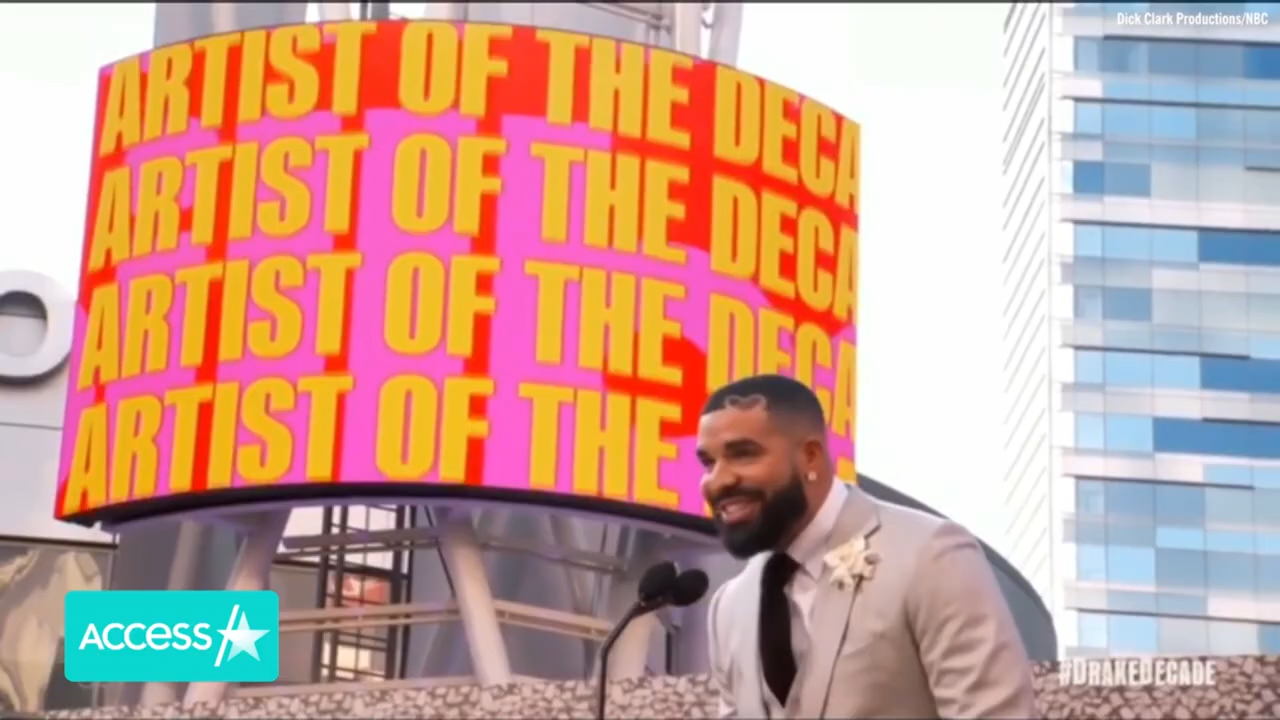 Dick Clark Productions/NBC
ARTIST OF THE DECA
ARTIST OF THE DECA
ARTIST OF THE DECA
ARTIST OF THE
ACCESS
#DRAKEDECADE